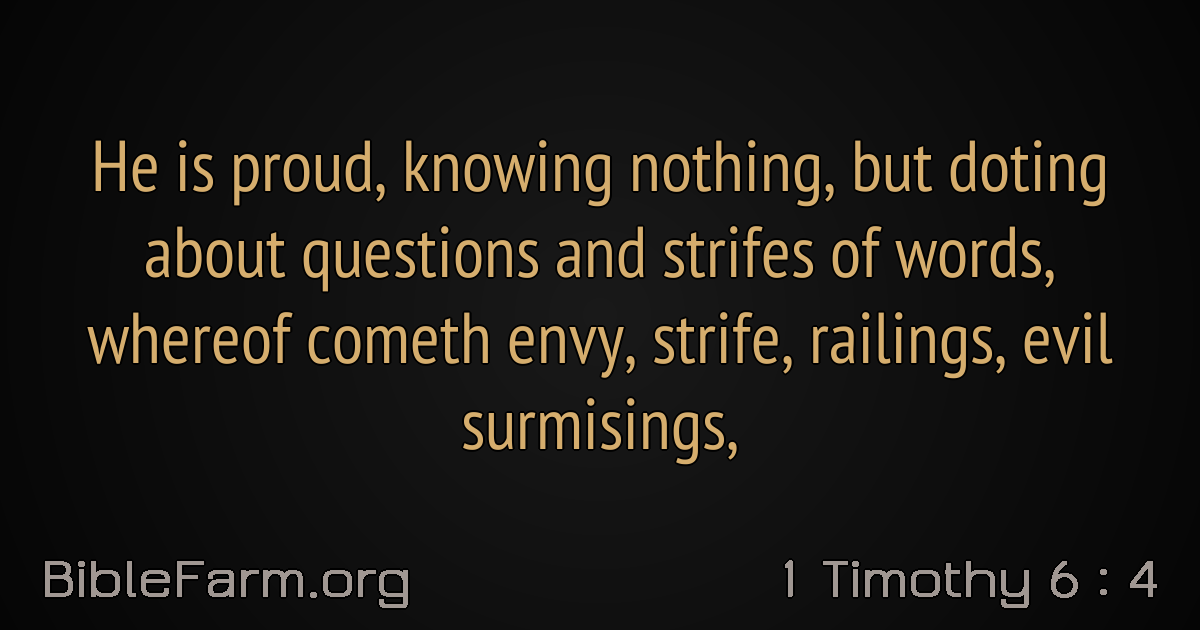 He is proud, knowing nothing, but doting
about questions and strifes of words,
whereof cometh envy, strife, railings, evil
surmisings,
BibleFarm.org
1 Timothy 6 : 4